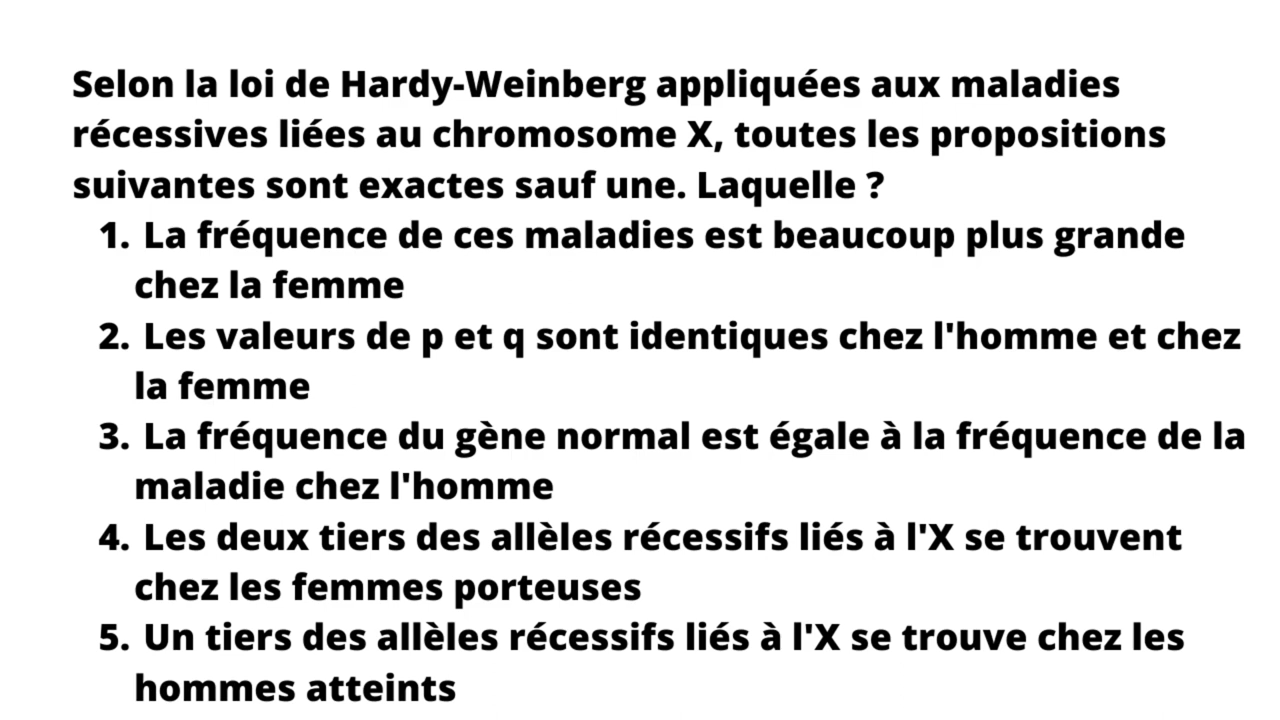 Selon la loi de Hardy-Weinberg appliquées aux maladies
récessives liées au chromosome X, toutes les propositions
suivantes sont exactes sauf une. Laquelle ?
1. La fréquence de ces maladies est beaucoup plus grande
chez la femme
2. Les valeurs de p et q sont identiques chez l'homme et chez
la femme
3. La fréquence du gène normal est égale à la fréquence de la
maladie chez l'homme
4. Les deux tiers des allèles récessifs liés à l'X se trouvent
chez les femmes porteuses
5. Un tiers des allèles récessifs liés à l'X se trouve chez les
hommes atteints